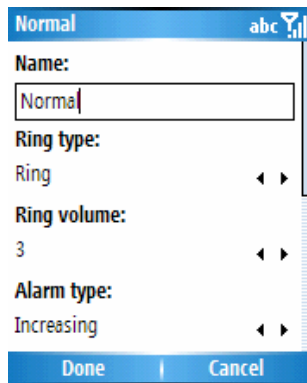 Normal abc
Name:
Normal
Ring type:
Ring
Ring volume:
3
Alarm type:
Increasing
Done Cancel